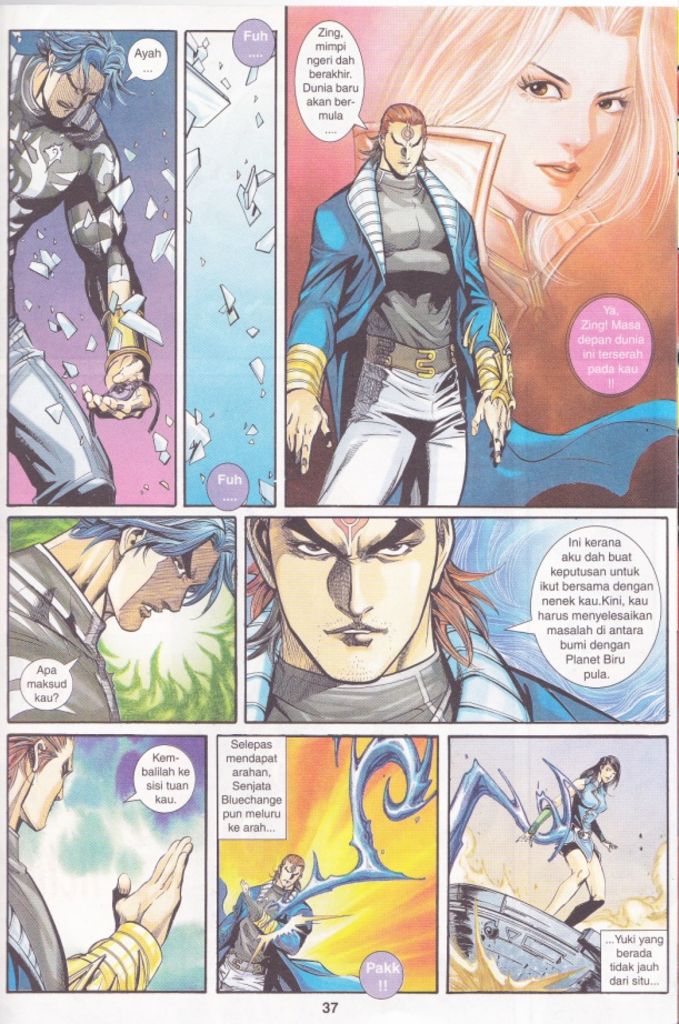 Ayah
...
Fuh
....
Fuh
....
Zing,
mimpi
ngeri dah
berakhir.
Dunia baru
akan ber-
mula
....
Ya,
Zing! Masa
depan dunia
ini terserah
pada kau
!!
Apa
maksud
kau?
Ini kerana
aku dah buat
keputusan untuk
ikut bersama dengan
nenek kau.Kini, kau
harus menyelesaikan
masalah di antara
bumi dengan
Planet Biru
pula.
Kem-
balilah ke
sisi tuan
kau.
Selepas
mendapat
arahan,
Senjata
Bluechange
pun meluru
ke arah...
Pakk
!!
...Yuki yang
berada
tidak jauh
dari situ...
37